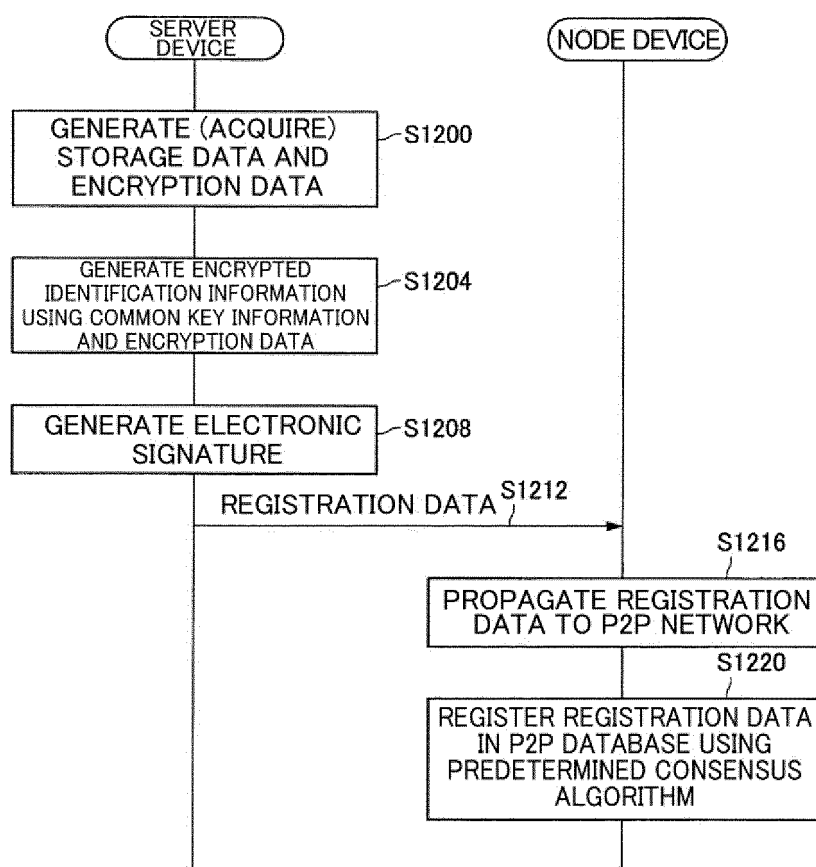 SERVER
DEVICE
NODE DEVICE
GENERATE (ACQUIRE)
STORAGE DATA AND
ENCRYPTION DATA
S1200
GENERATE ENCRYPTED
IDENTIFICATION INFORMATION
USING COMMON KEY INFORMATION
AND ENCRYPTION DATA
S1204
GENERATE ELECTRONIC
SIGNATURE
S1208
REGISTRATION DATA
S1212
S1216
PROPAGATE REGISTRATION
DATA TO P2P NETWORK
S1220
REGISTER REGISTRATION DATA
IN P2P DATABASE USING
PREDETERMINED CONSENSUS
ALGORITHM